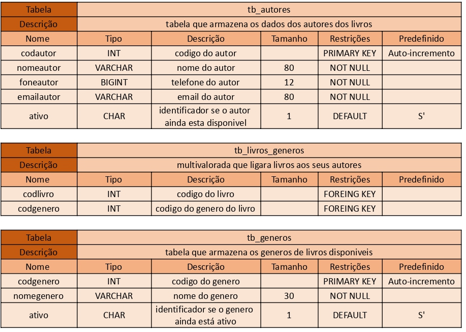 Tabela tb_autores
Descrição tabela que armazena os dados dos autores dos livros
Nome Tipo Descrição Tamanho Restrições Predefinido
codautor INT codigo do autor PRIMARY KEY Auto-incremento
nomeautor VARCHAR nome do autor 80 NOT NULL
foneautor BIGINT telefone do autor 12 NOT NULL
emailautor VARCHAR email do autor 80 NOT NULL
ativo CHAR identificador se o autor ainda esta disponivel 1 DEFAULT S'
Tabela tb_livros_generos
Descrição multivalorada que ligara livros aos seus autores
Nome Tipo Descrição Tamanho Restrições Predefinido
codlivro INT codigo do livro FOREING KEY
codgenero INT codigo do genero do livro FOREING KEY
Tabela tb_generos
Descrição tabela que armazena os generos de livros disponiveis
Nome Tipo Descrição Tamanho Restrições Predefinido
codgenero INT codigo do genero PRIMARY KEY Auto-incremento
nomegenero VARCHAR nome do genero 30 NOT NULL
ativo CHAR identificador se o genero ainda está ativo 1 DEFAULT S'